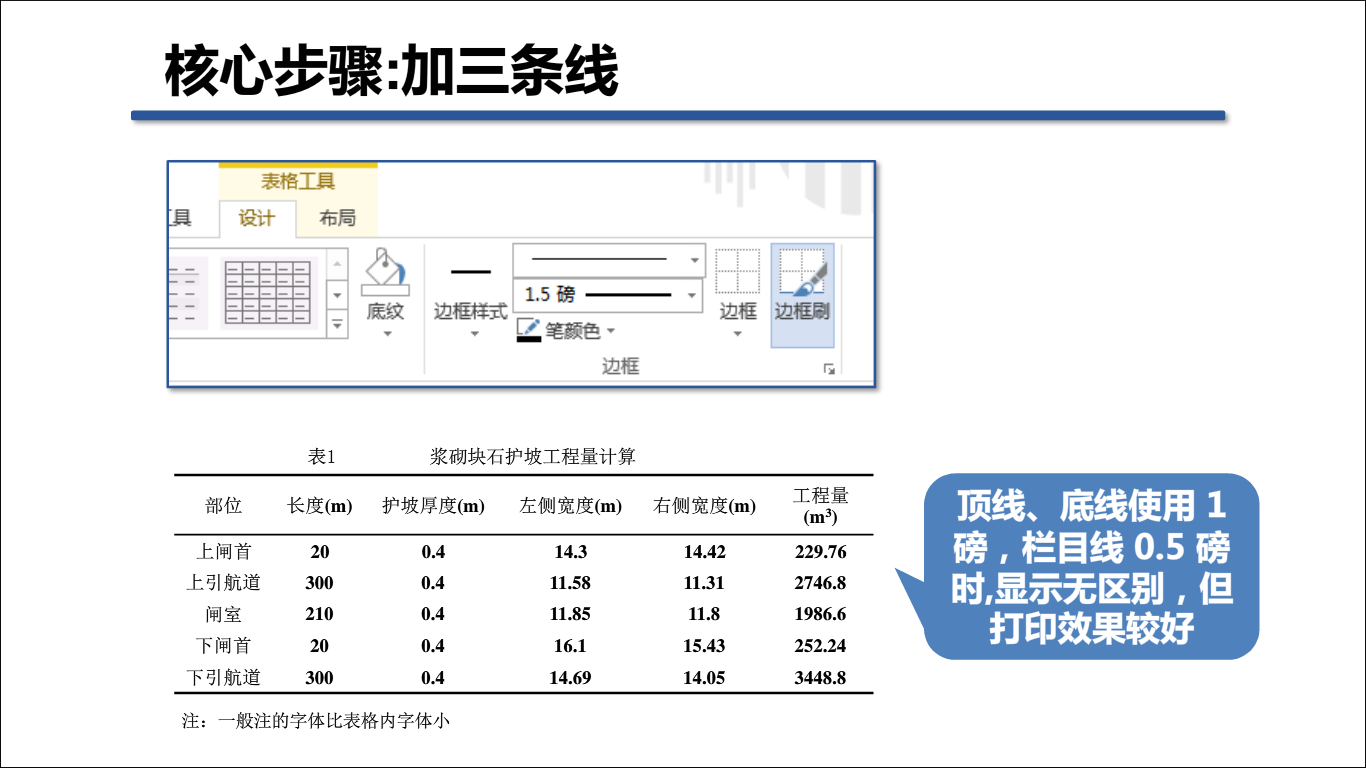 核心步骤:加三条线
表格工具
工具 设计 布局
底纹 边框样式 1.5 磅 笔颜色 边框 边框刷
边框
表1 浆砌块石护坡工程量计算
部位 长度(m) 护坡厚度(m) 左侧宽度(m) 右侧宽度(m) 工程量
(m³)
上闸首 20 0.4 14.3 14.42 229.76
上引航道 300 0.4 11.58 11.31 2746.8
闸室 210 0.4 11.85 11.8 1986.6
下闸首 20 0.4 16.1 15.43 252.24
下引航道 300 0.4 14.69 14.05 3448.8
注：一般注的字体比表格内字体小
顶线、底线使用 1
磅，栏目线 0.5 磅
时,显示无区别，但
打印效果较好